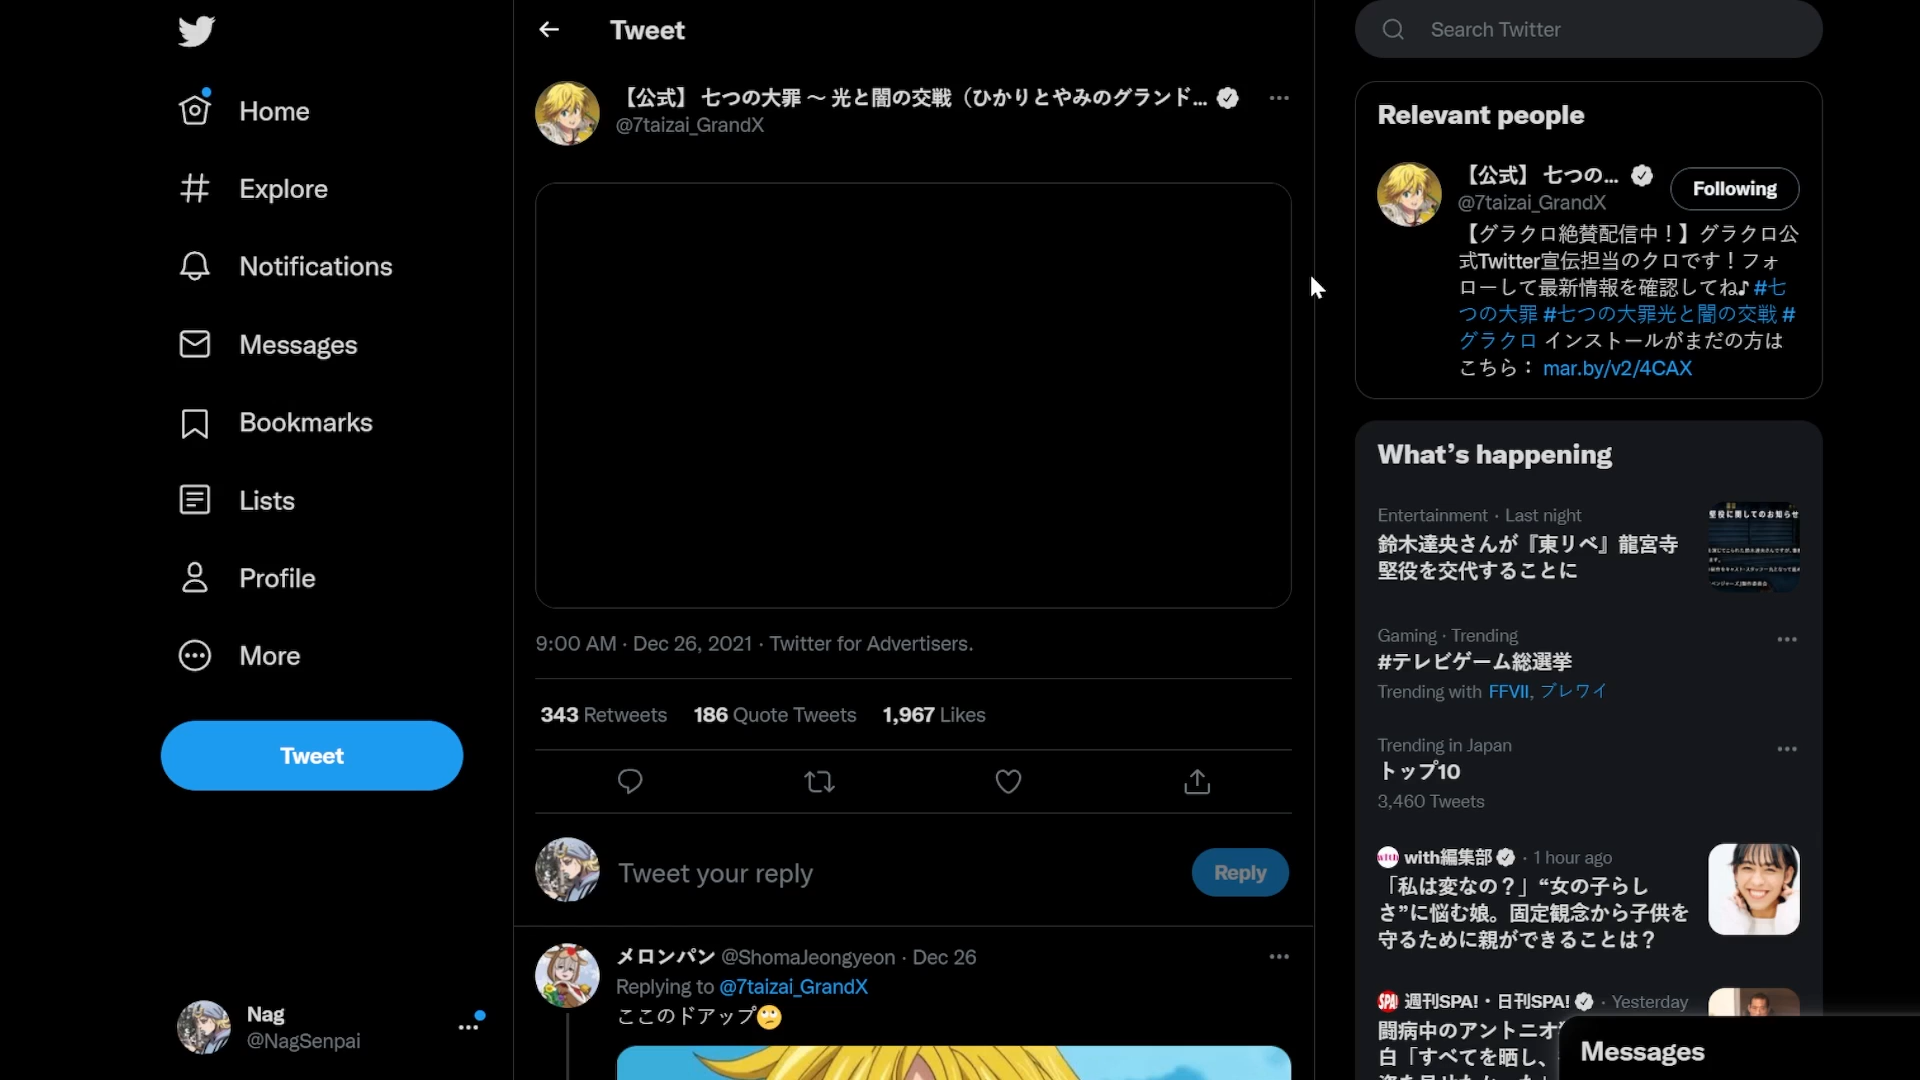 Home
Explore
Notifications
Messages
Bookmarks
Lists
Profile
More
Tweet
Nag
@NagSenpai
Tweet
【公式】 七つの大罪 ～ 光と闇の交戦（ひかりとやみのグランド...
@7taizai_GrandX
9:00 AM · Dec 26, 2021 · Twitter for Advertisers.
343 Retweets 186 Quote Tweets 1,967 Likes
Tweet your reply
Reply
メロンパン @ShomaJeongyeon · Dec 26
Replying to @7taizai_GrandX
ここのドアップ🙄
Search Twitter
Relevant people
【公式】 七つの...
@7taizai_GrandX
Following
【グラクロ絶賛配信中！】グラクロ公
式Twitter宣伝担当のクロです！フォ
ローして最新情報を確認してね♪ #七
つの大罪 #七つの大罪光と闇の交戦 #
グラクロ インストールがまだの方は
こちら： mar.by/v2/4CAX
What’s happening
Entertainment · Last night
鈴木達央さんが『東リベ』龍宮寺
堅役を交代することに
堅役に関してのお知らせ
Gaming · Trending
#テレビゲーム総選挙
Trending with FFVII, ブレワイ
Trending in Japan
トップ10
3,460 Tweets
with
with編集部 · 1 hour ago
「私は変なの？」“女の子らし
さ”に悩む娘。固定観念から子供を
守るために親ができることは？
SPA!
週刊SPA!・日刊SPA! · Yesterday
闘病中のアントニオ
白「すべてを晒し、
Messages